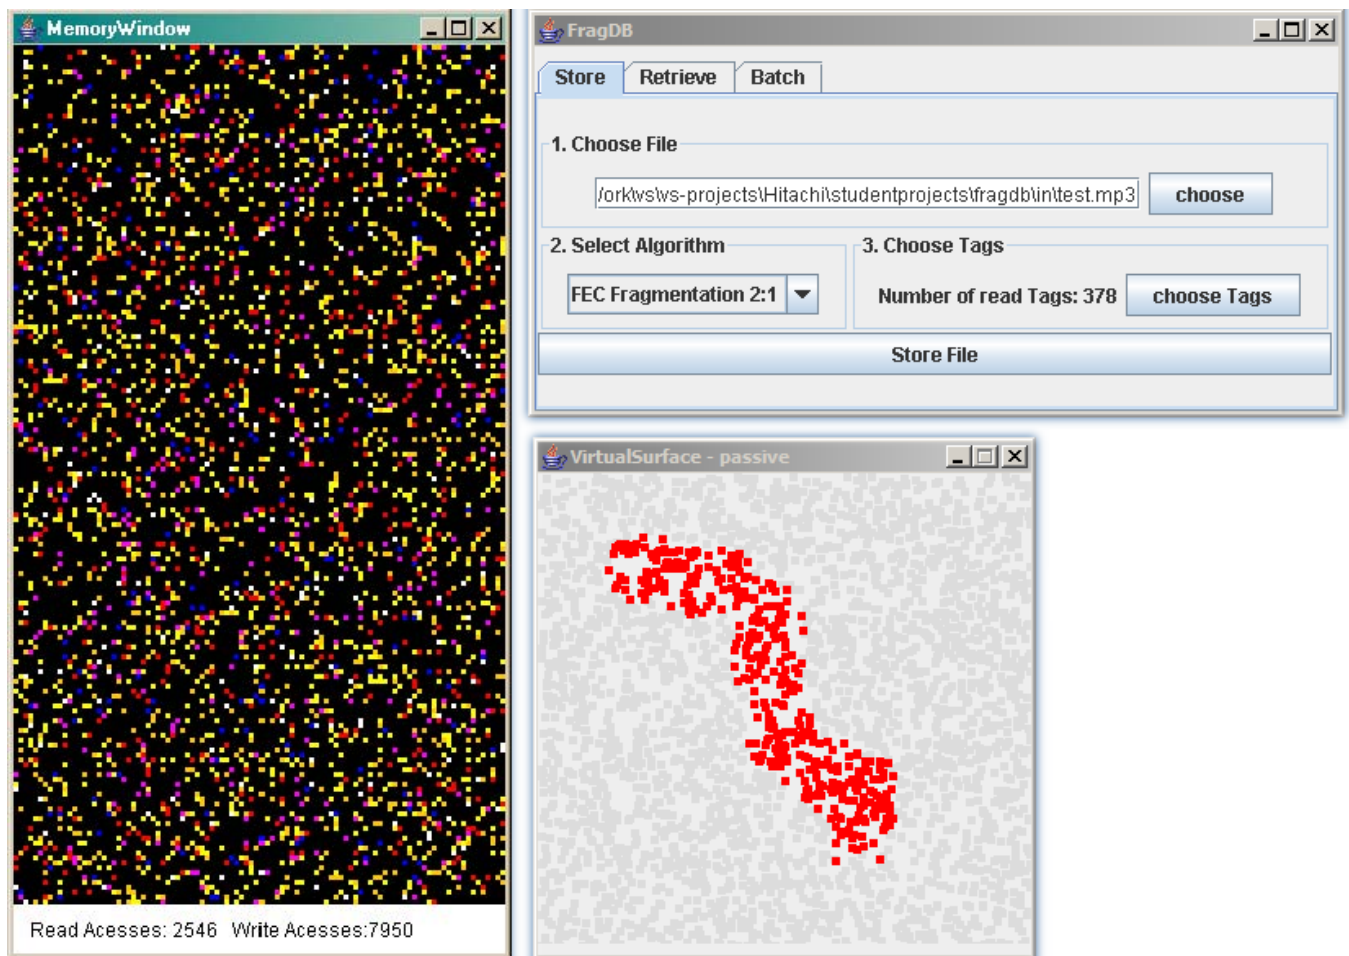 MemoryWindow
Read Acesses: 2546 Write Acesses:7950
FragDB
Store Retrieve Batch
1. Choose File
/ork\ws\ws-projects\Hitachi\studentprojects\fragdb\in\test.mp3 choose
2. Select Algorithm
FEC Fragmentation 2:1
3. Choose Tags
Number of read Tags: 378 choose Tags
Store File
VirtualSurface - passive